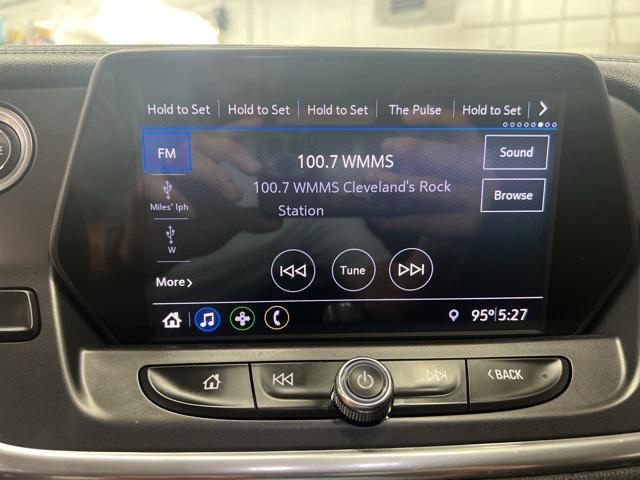 Hold to Set Hold to Set Hold to Set The Pulse Hold to Set
FM
100.7 WMMS
Sound
100.7 WMMS Cleveland's Rock
Station
Browse
Miles' Iph
W
More
Tune
95° 5:27
BACK